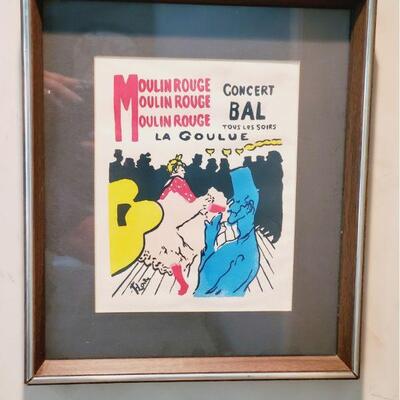 MOULIN ROUGE CONCERT
MOULIN ROUGE BAL
MOULIN ROUGE TOUS LES SOIRS
LA GOULUE